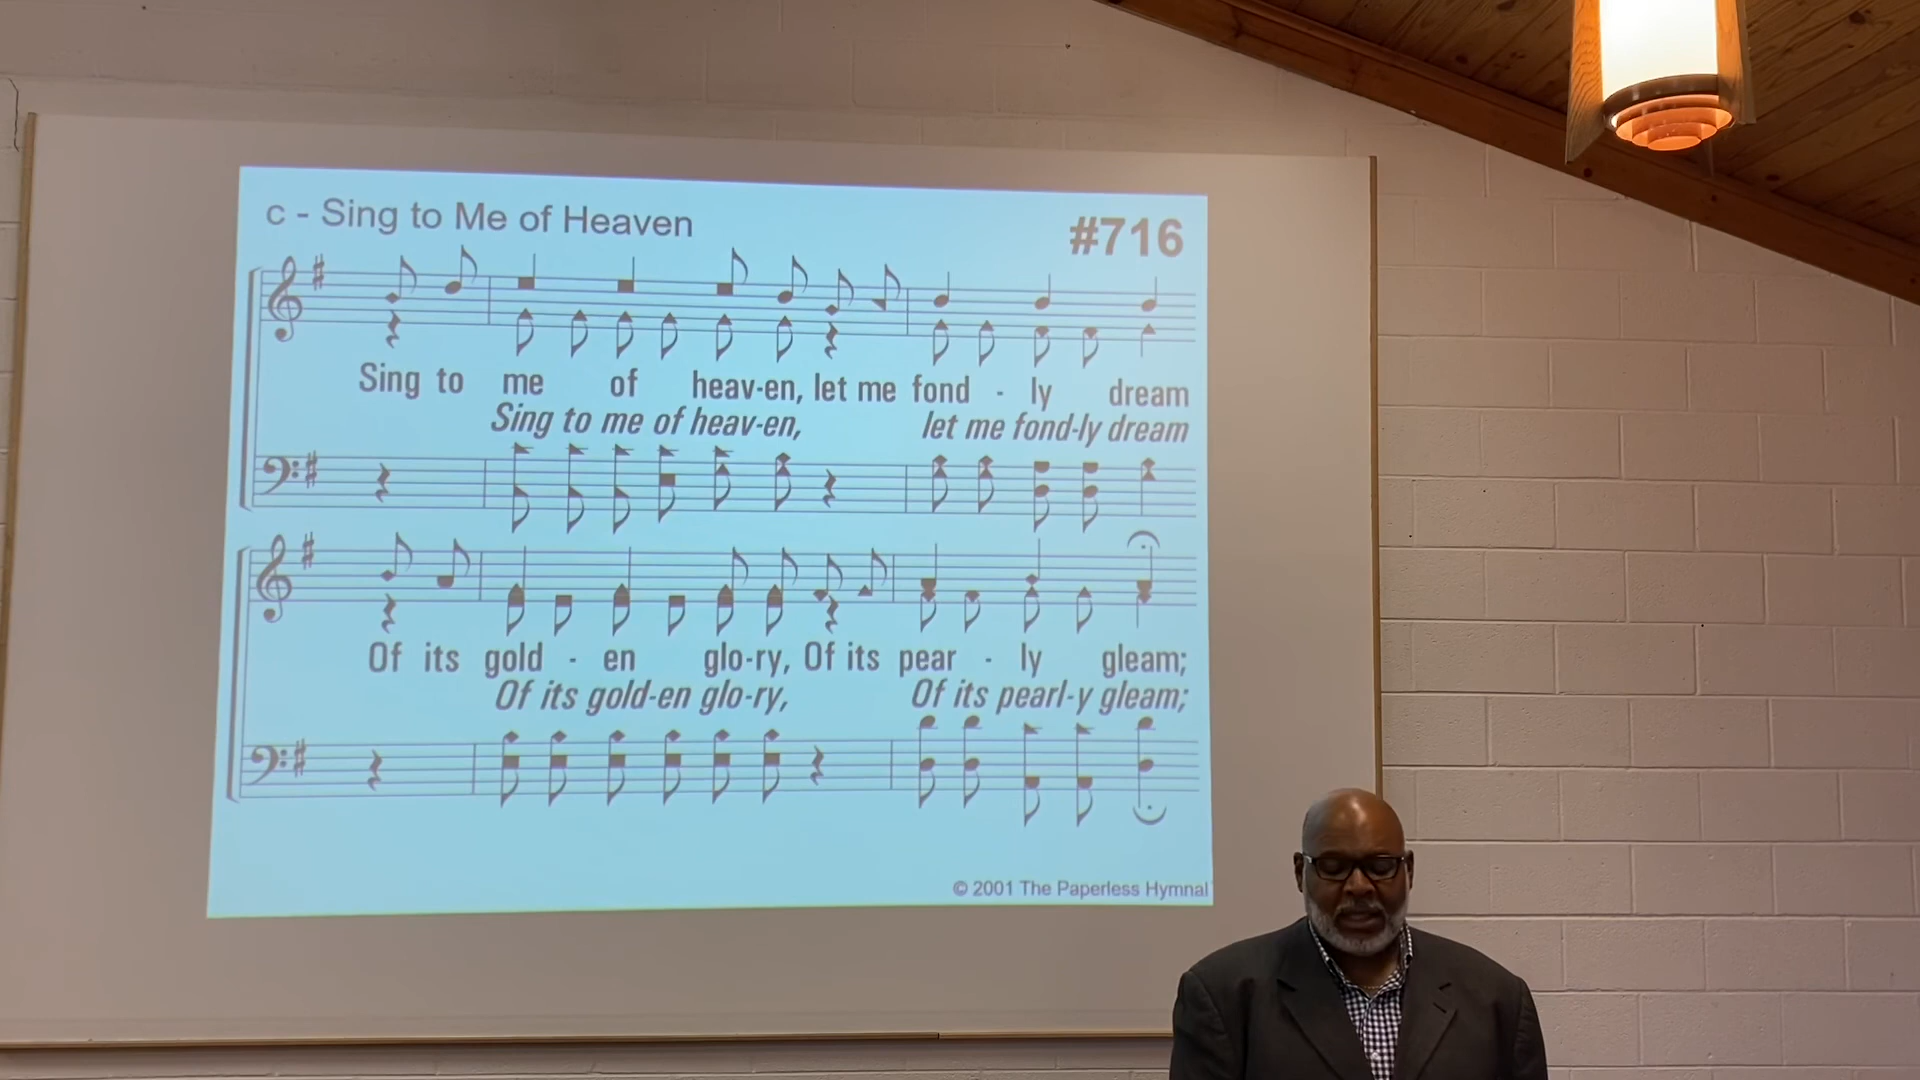 c - Sing to Me of Heaven
#716
Sing to me of heav-en, let me fond - ly dream
Sing to me of heav-en, let me fond-ly dream
Of its gold - en glo-ry, Of its pear - ly gleam;
Of its gold-en glo-ry, Of its pearl-y gleam;
© 2001 The Paperless Hymnal